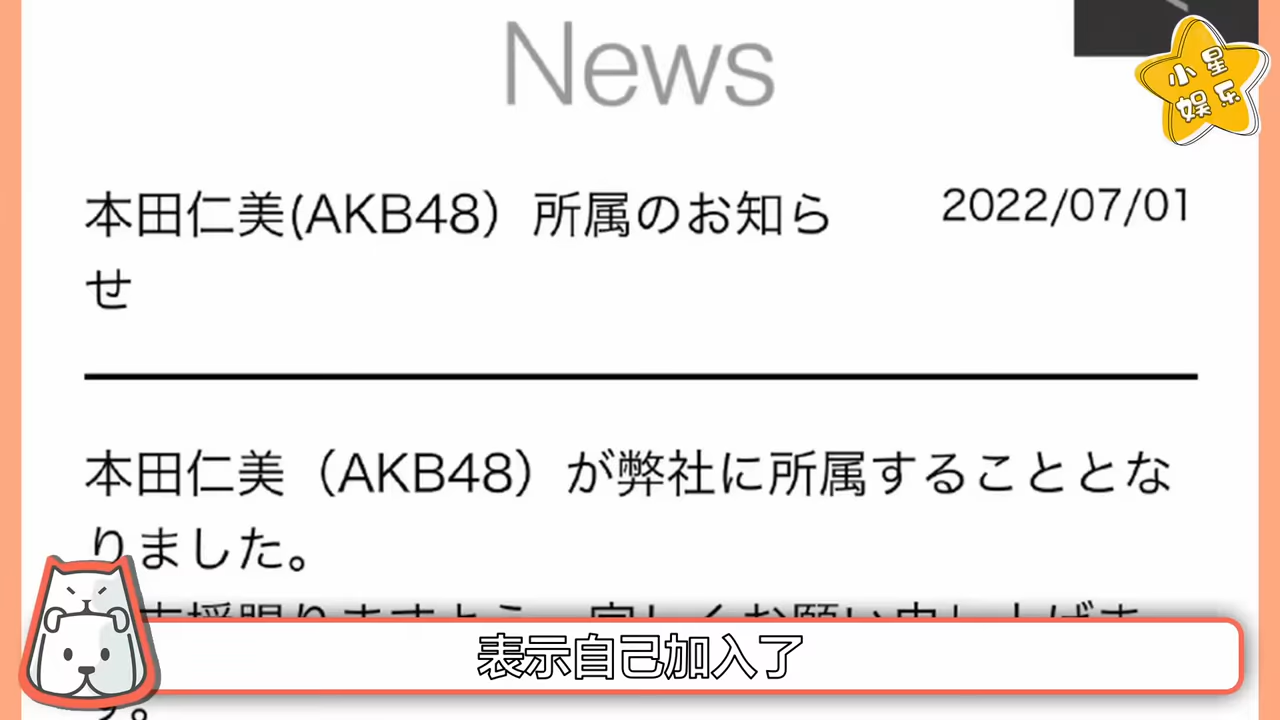 News
小星
娱乐
本田仁美(AKB48）所属のお知ら
せ
2022/07/01
本田仁美（AKB48）が弊社に所属することとな
りました。
表示自己加入了
す。